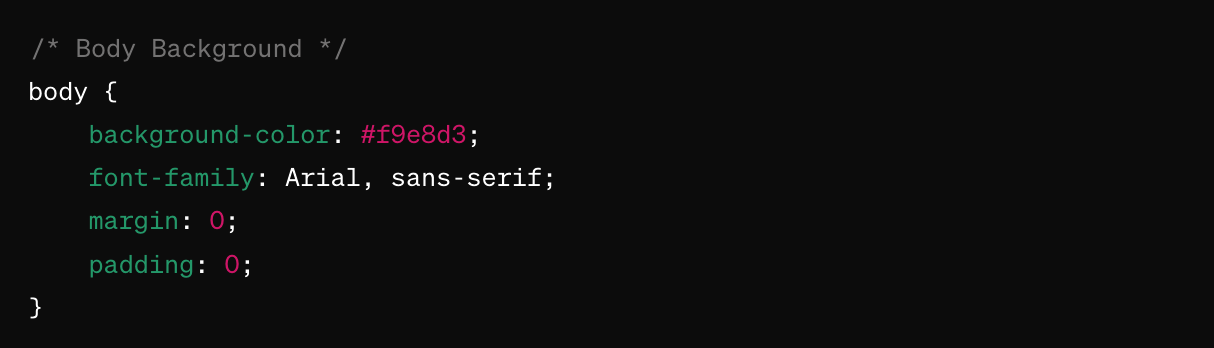 /* Body Background */
body {
    background-color: #f9e8d3;
    font-family: Arial, sans-serif;
    margin: 0;
    padding: 0;
}